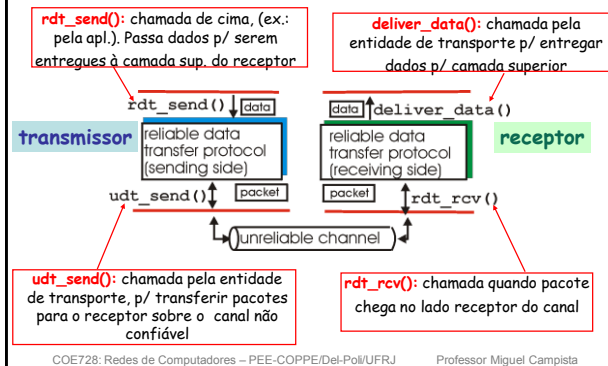 rdt_send(): chamada de cima, (ex.:
pela apl.). Passa dados p/ serem
entregues à camada sup. do receptor
deliver_data(): chamada pela
entidade de transporte p/ entregar
dados p/ camada superior
rdt_send() data
data deliver_data()
transmissor
reliable data
transfer protocol
(sending side)
reliable data
transfer protocol
(receiving side)
receptor
udt_send() packet
packet rdt_rcv()
unreliable channel
udt_send(): chamada pela entidade
de transporte, p/ transferir pacotes
para o receptor sobre o canal não
confiável
rdt_rcv(): chamada quando pacote
chega no lado receptor do canal
COE728: Redes de Computadores – PEE-COPPE/Del-Poli/UFRJ Professor Miguel Campista